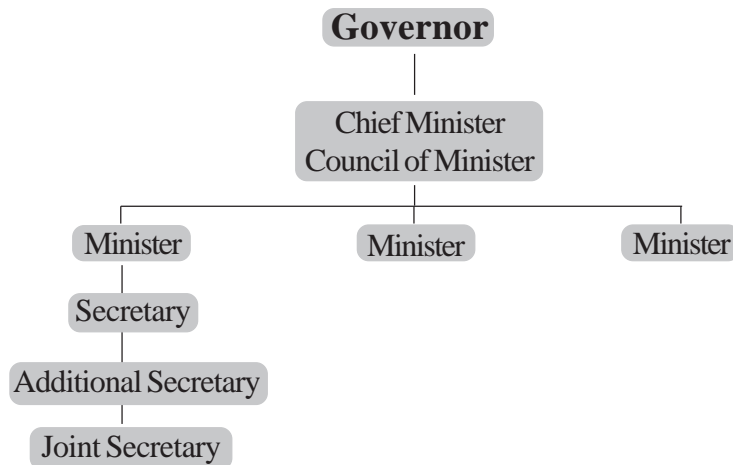 Governor
Chief Minister
Council of Minister
Minister
Minister
Minister
Secretary
Additional Secretary
Joint Secretary